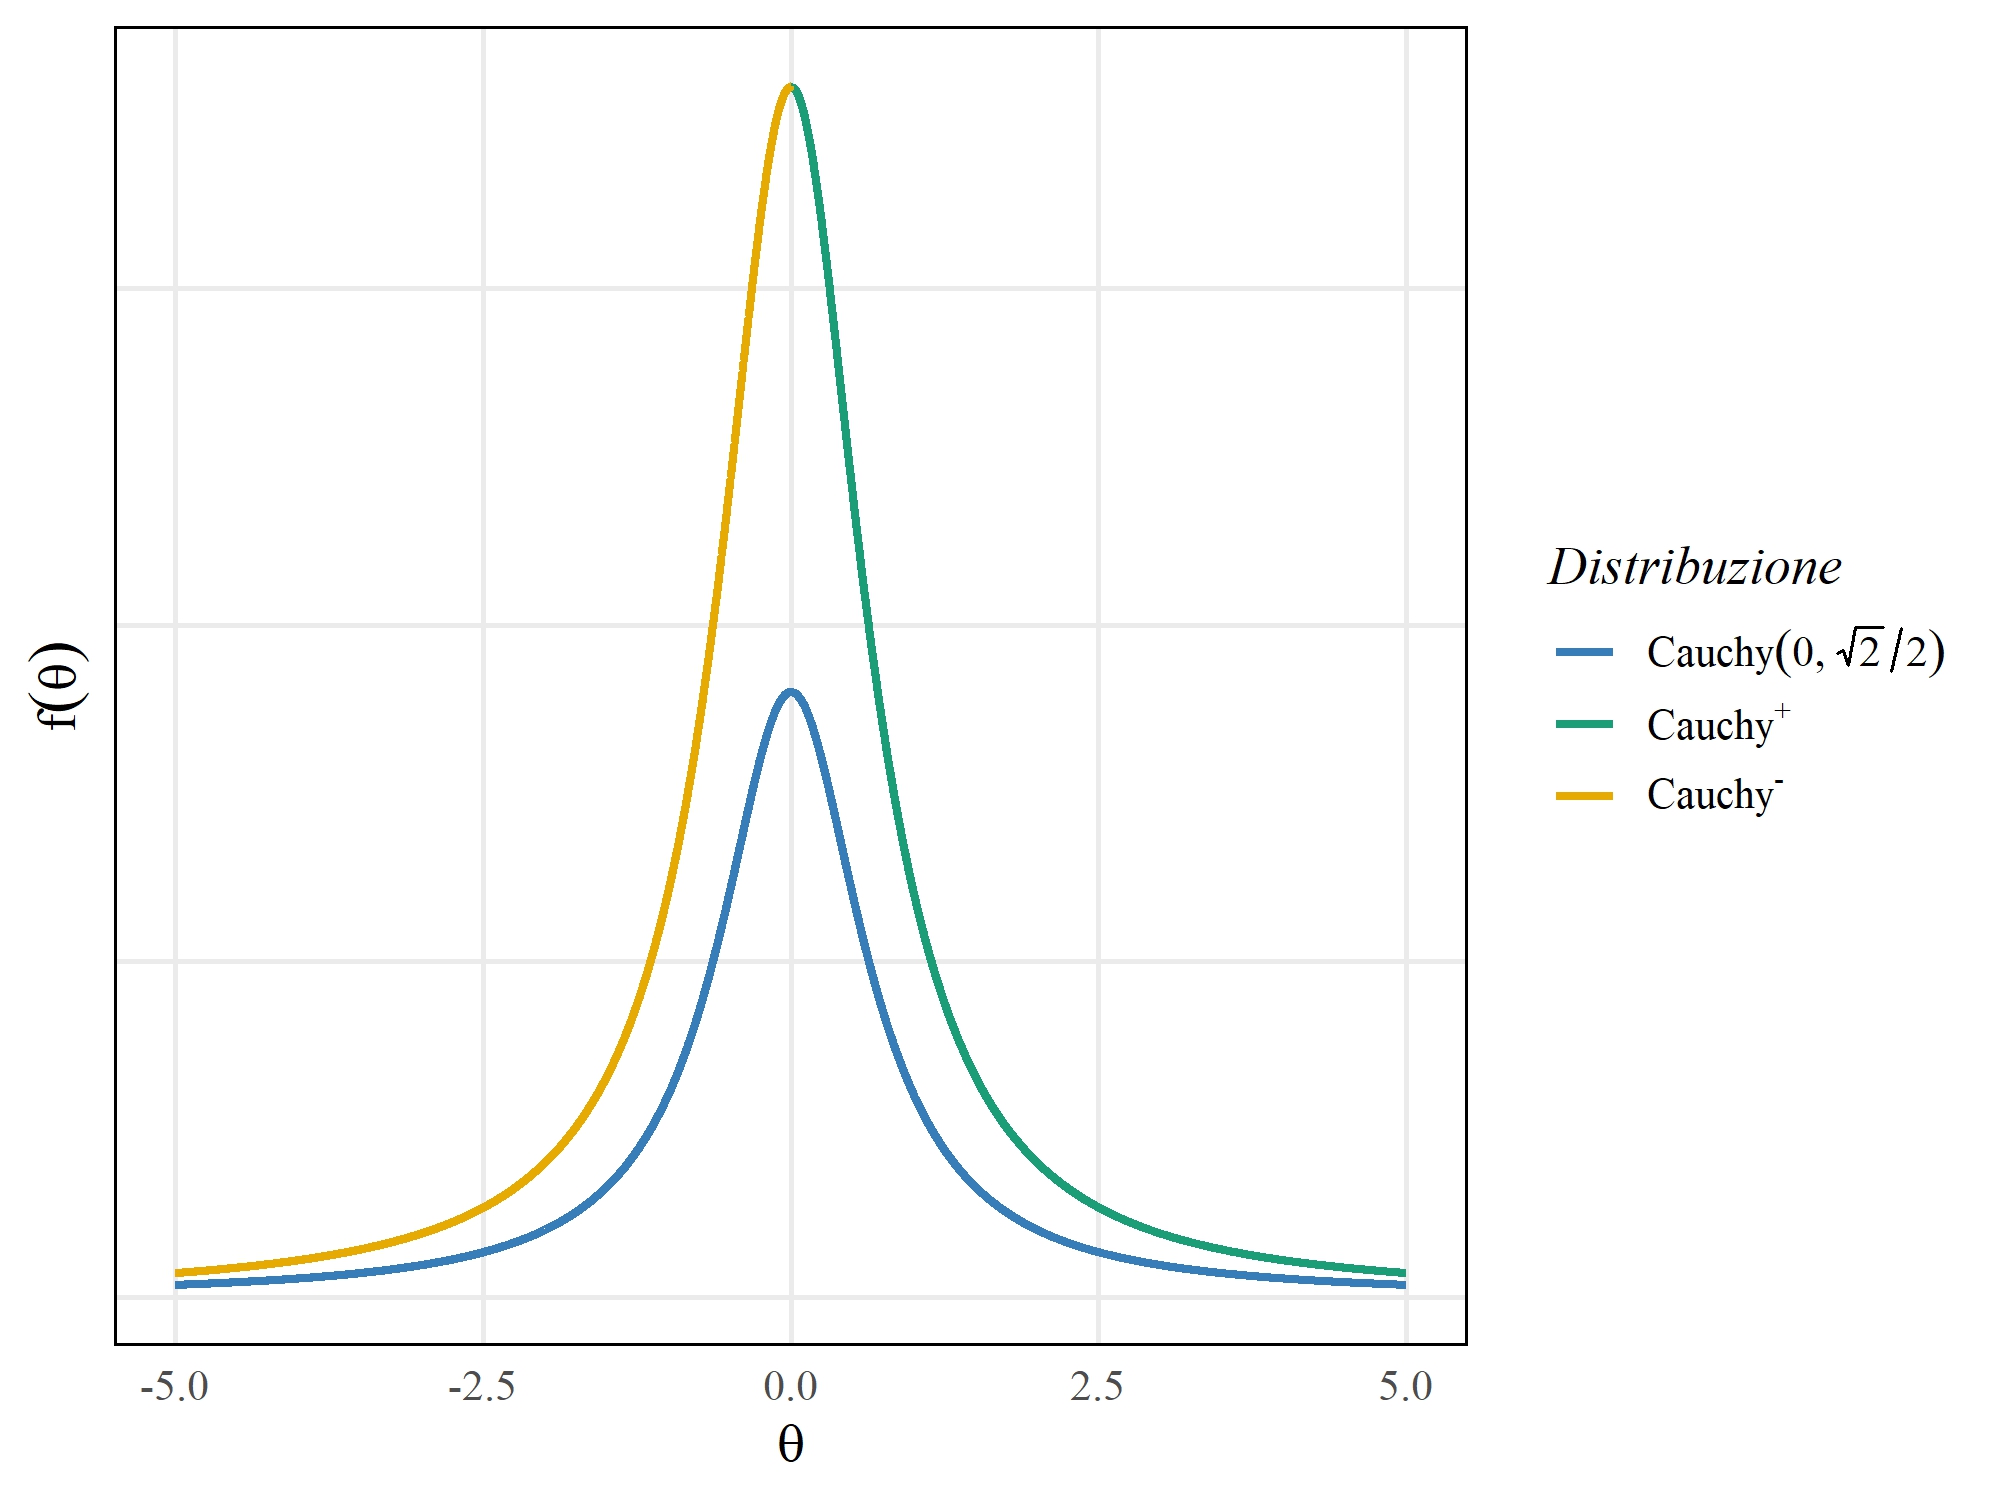 f(θ)
-5.0 -2.5 0.0 2.5 5.0
θ
Distribuzione
Cauchy(0, √2/2)
Cauchy⁺
Cauchy⁻